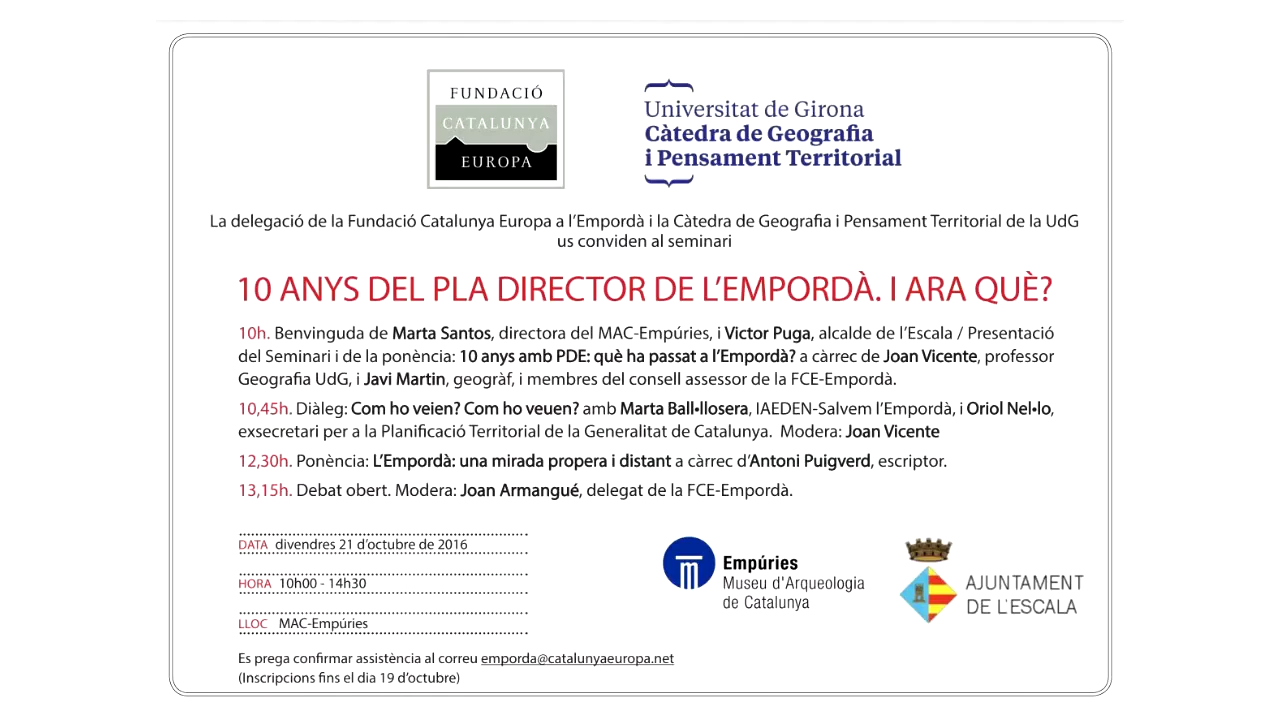 FUNDACIÓ
CATALUNYA
EUROPA
Universitat de Girona
Càtedra de Geografia
i Pensament Territorial
La delegació de la Fundació Catalunya Europa a l'Empordà i la Càtedra de Geografia i Pensament Territorial de la UdG
us conviden al seminari
10 ANYS DEL PLA DIRECTOR DE L'EMPORDÀ. I ARA QUÈ?
10h. Benvinguda de Marta Santos, directora del MAC-Empúries, i Victor Puga, alcalde de l'Escala / Presentació
del Seminari i de la ponència: 10 anys amb PDE: què ha passat a l'Empordà? a càrrec de Joan Vicente, professor
Geografia UdG, i Javi Martin, geogràf, i membres del consell assessor de la FCE-Empordà.
10,45h. Diàleg: Com ho veien? Com ho veuen? amb Marta Ball•llosera, IAEDEN-Salvem l'Empordà, i Oriol Nel•lo,
exsecretari per a la Planificació Territorial de la Generalitat de Catalunya. Modera: Joan Vicente
12,30h. Ponència: L'Empordà: una mirada propera i distant a càrrec d'Antoni Puigverd, escriptor.
13,15h. Debat obert. Modera: Joan Armangué, delegat de la FCE-Empordà.
DATA divendres 21 d'octubre de 2016
HORA 10h00 - 14h30
LLOC MAC-Empúries
Empúries
Museu d'Arqueologia
de Catalunya
AJUNTAMENT
DE L'ESCALA
Es prega confirmar assistència al correu emporda@catalunyaeuropa.net
(Inscripcions fins el dia 19 d'octubre)